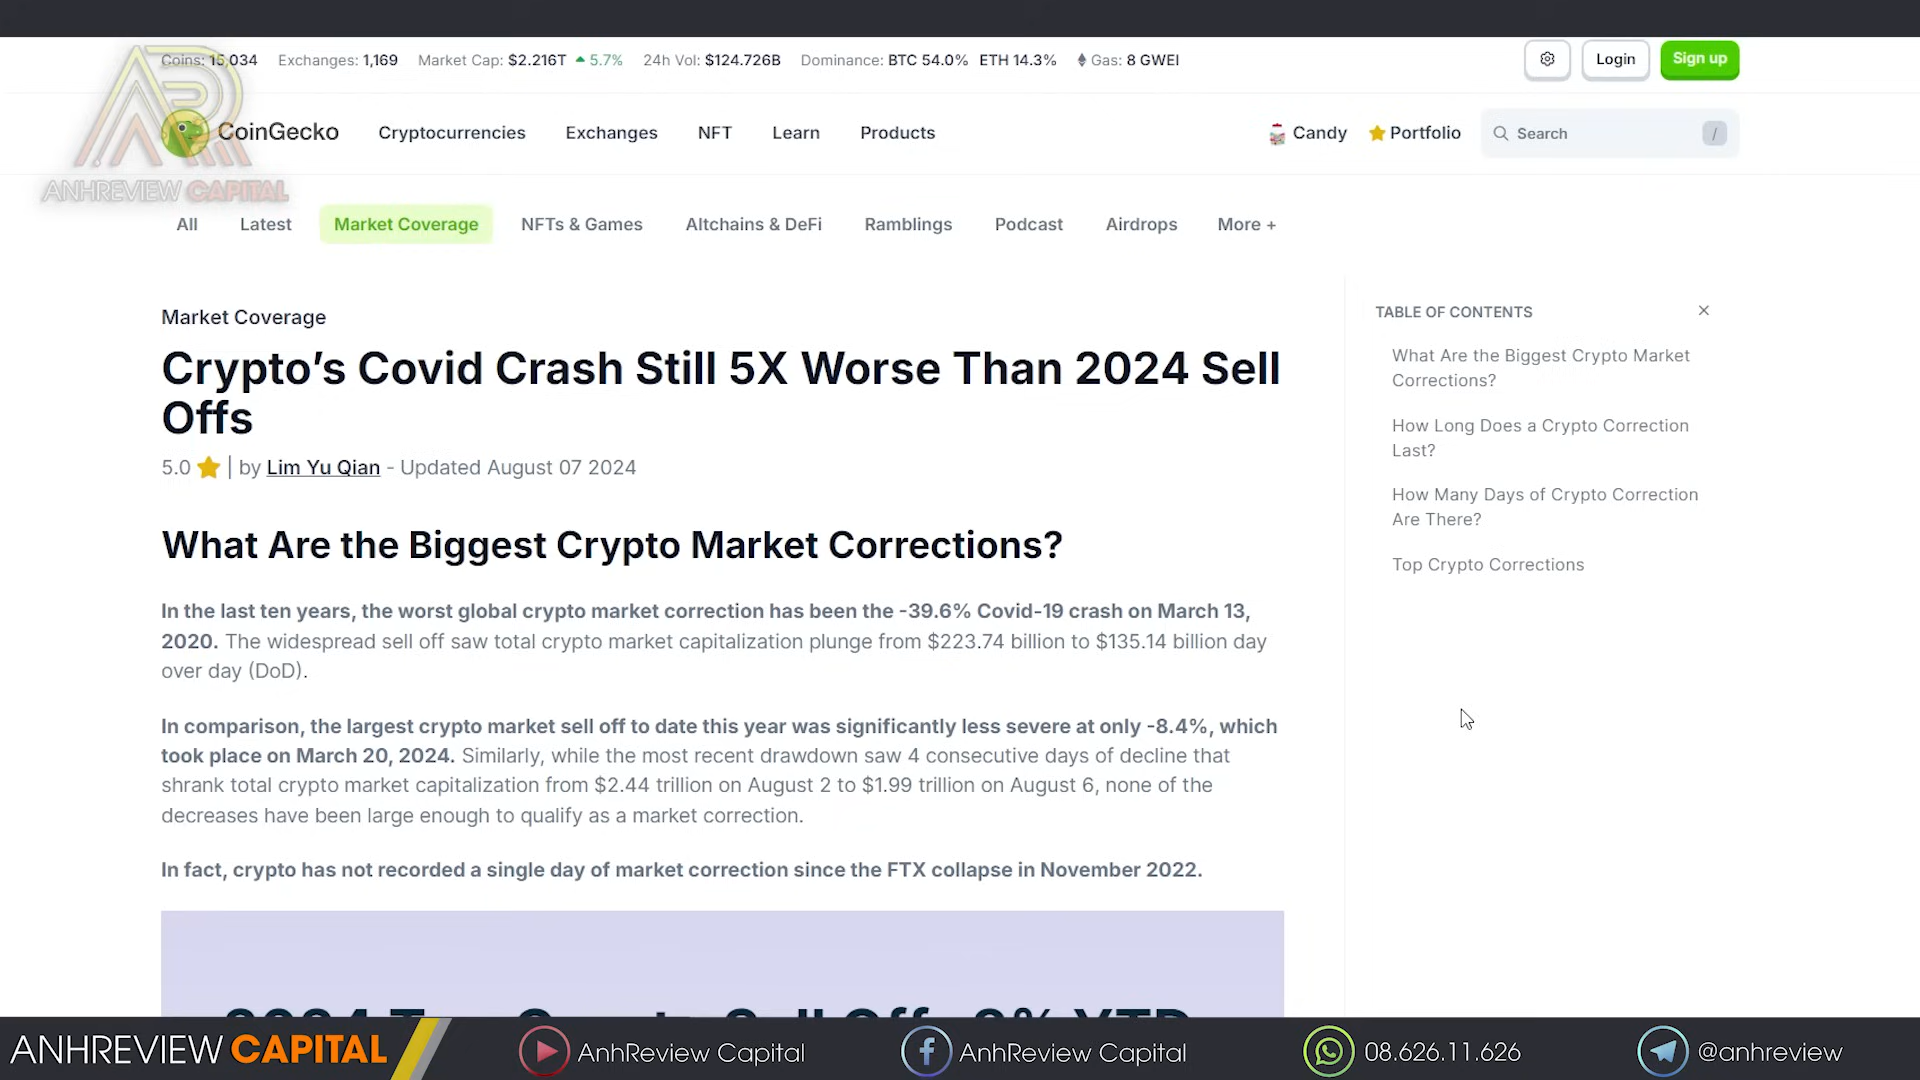 Coins: 15,034 Exchanges: 1,169 Market Cap: $2.216T 5.7% 24h Vol: $124.726B Dominance: BTC 54.0% ETH 14.3% Gas: 8 GWEI Login Sign up
CoinGecko Cryptocurrencies Exchanges NFT Learn Products Candy Portfolio Search /
ANHREVIEW CAPITAL
All Latest Market Coverage NFTs & Games Altchains & DeFi Ramblings Podcast Airdrops More +
Market Coverage
Crypto’s Covid Crash Still 5X Worse Than 2024 Sell
Offs
5.0 | by Lim Yu Qian - Updated August 07 2024
What Are the Biggest Crypto Market Corrections?
In the last ten years, the worst global crypto market correction has been the -39.6% Covid-19 crash on March 13,
2020. The widespread sell off saw total crypto market capitalization plunge from $223.74 billion to $135.14 billion day
over day (DoD).
In comparison, the largest crypto market sell off to date this year was significantly less severe at only -8.4%, which
took place on March 20, 2024. Similarly, while the most recent drawdown saw 4 consecutive days of decline that
shrank total crypto market capitalization from $2.44 trillion on August 2 to $1.99 trillion on August 6, none of the
decreases have been large enough to qualify as a market correction.
In fact, crypto has not recorded a single day of market correction since the FTX collapse in November 2022.
TABLE OF CONTENTS
What Are the Biggest Crypto Market
Corrections?
How Long Does a Crypto Correction
Last?
How Many Days of Crypto Correction
Are There?
Top Crypto Corrections
ANHREVIEW CAPITAL AnhReview Capital AnhReview Capital 08.626.11.626 @anhreview